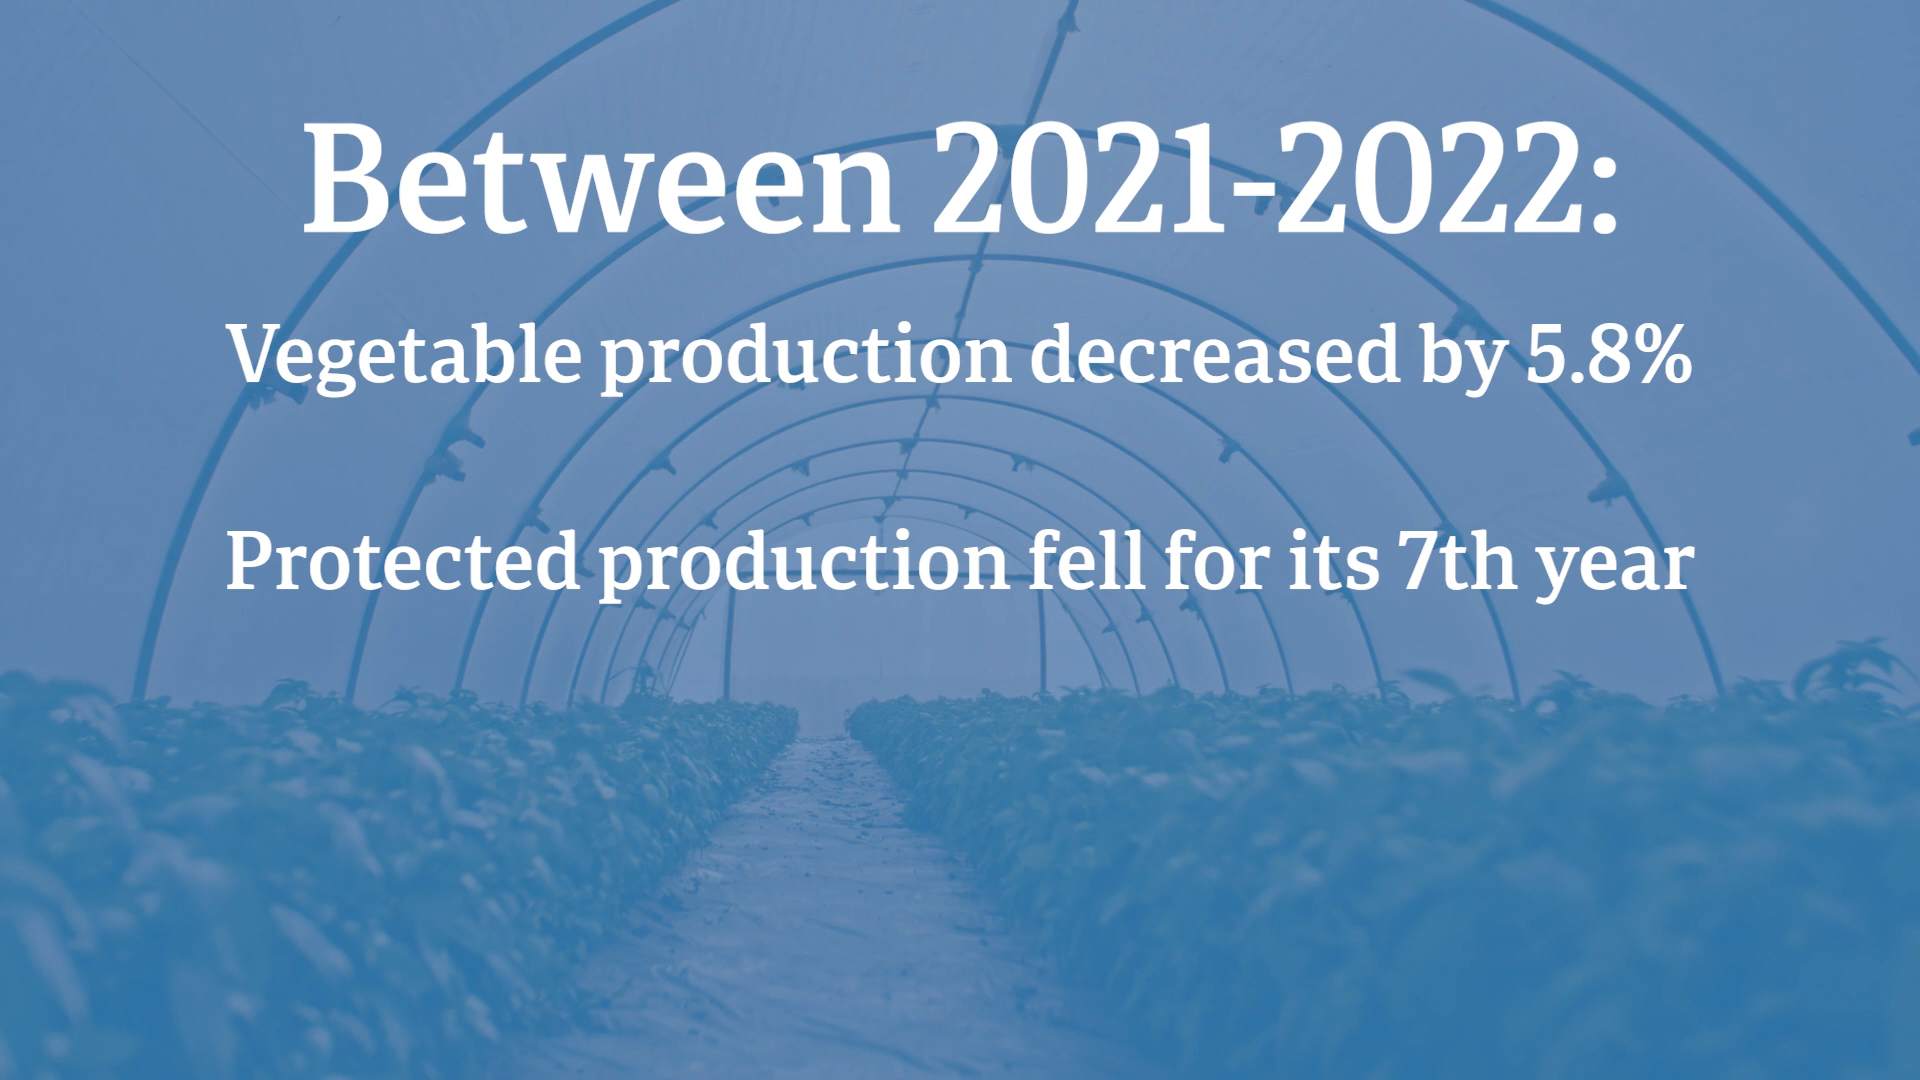 Between 2021-2022:
Vegetable production decreased by 5.8%
Protected production fell for its 7th year